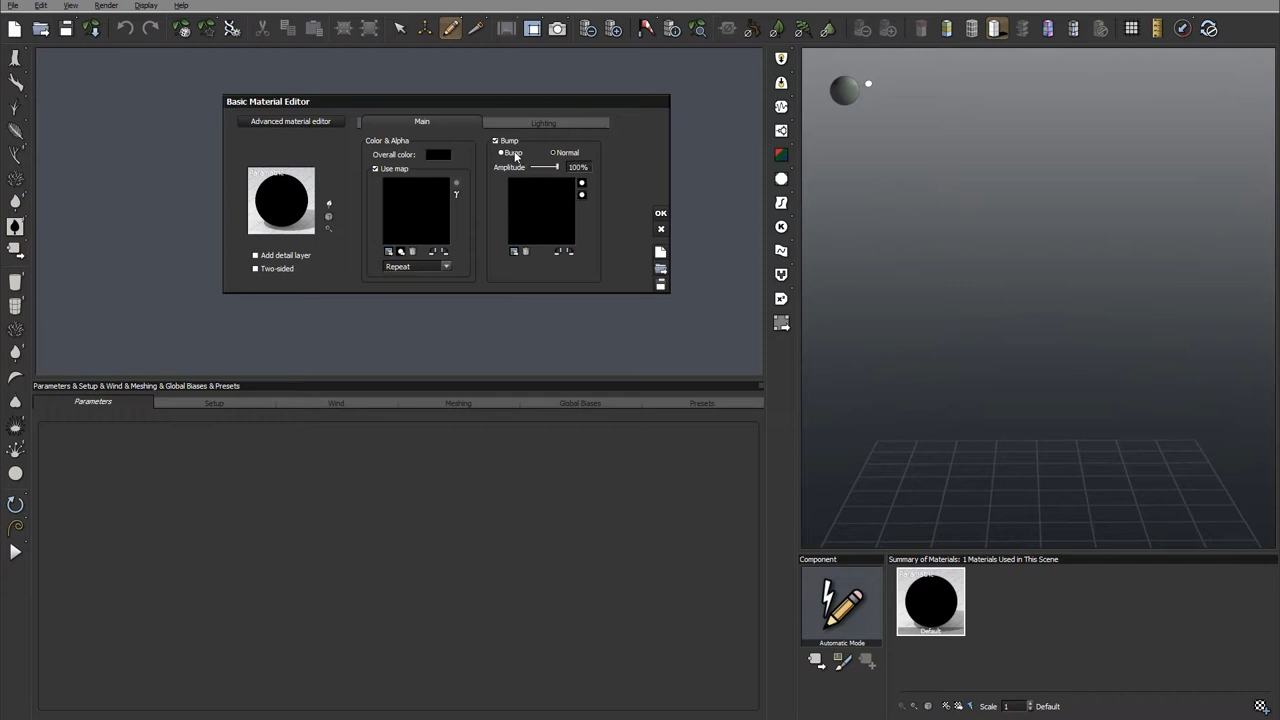 File Edit View Render Display Help
Basic Material Editor
Advanced material editor Main Lighting
Color & Alpha Bump
Overall color: Bump Normal
Use map Amplitude 100%
Parametric
Add detail layer
Repeat
Two-sided
OK
Parameters & Setup & Wind & Meshing & Global Biases & Presets
Parameters Setup Wind Meshing Global Biases Presets
Component Summary of Materials: 1 Materials Used in This Scene
Parametric
Default
Automatic Mode
Scale 1 Default